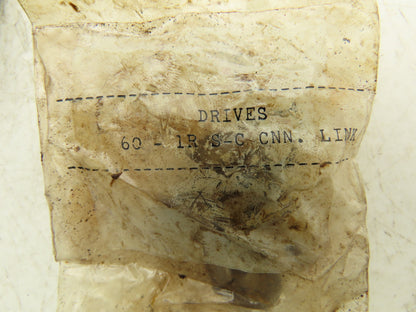 DRIVES
60 - 1R S-C CNN. LINK